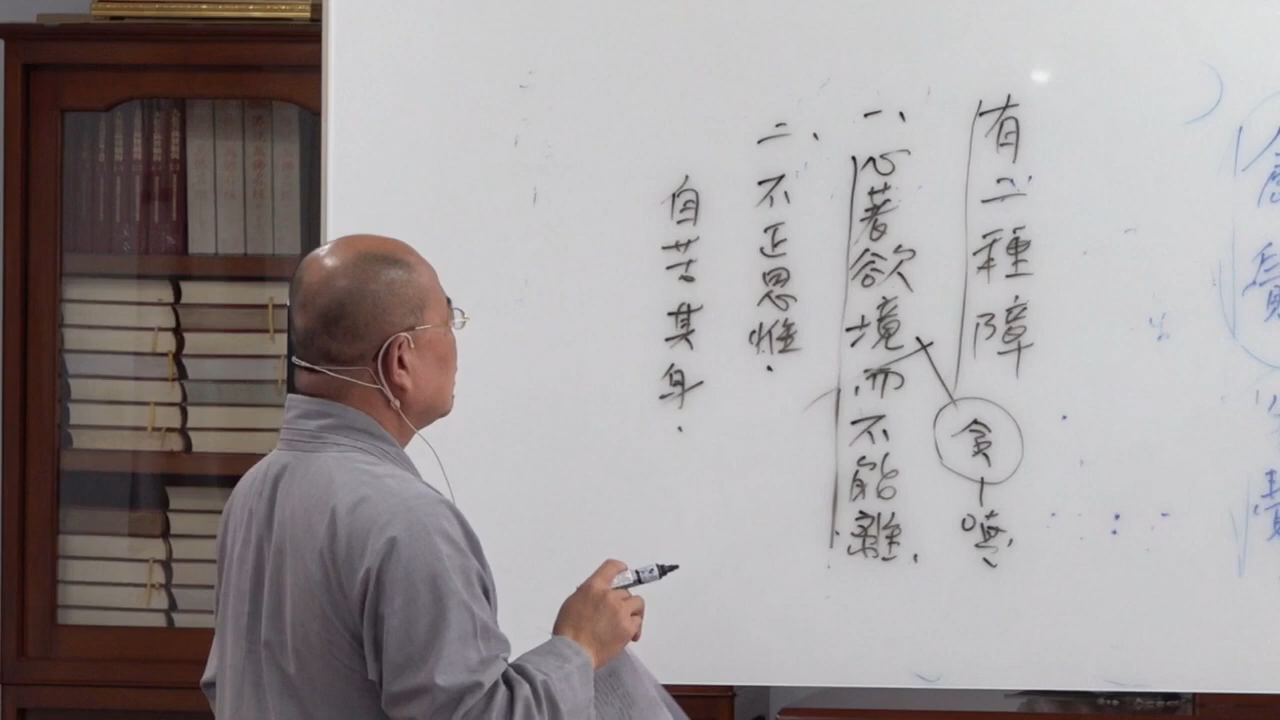 有二種障
貪
嗔
一、心著欲境而不能離.
二、不正思惟.
自苦其身.